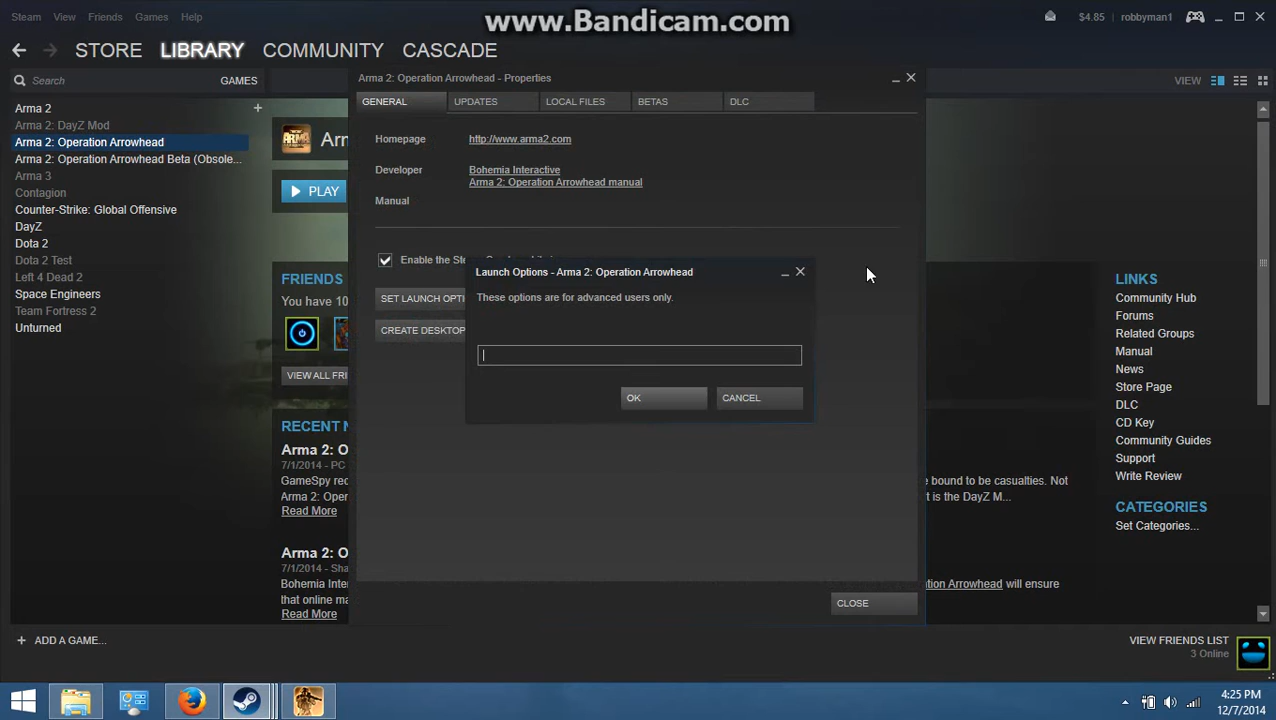 Steam View Friends Games Help
www.Bandicam.com
$4.85 robbyman1
STORE LIBRARY COMMUNITY CASCADE
Search GAMES
VIEW
Arma 2
Arma 2: DayZ Mod
Arma 2: Operation Arrowhead
Arma 2: Operation Arrowhead Beta (Obsole...
Arma 3
Contagion
Counter-Strike: Global Offensive
DayZ
Dota 2
Dota 2 Test
Left 4 Dead 2
Space Engineers
Team Fortress 2
Unturned
+ ADD A GAME...
PLAY
FRIENDS
You have 10
VIEW ALL FRI
RECENT
Arma 2: O
7/1/2014 - PC
GameSpy rec
Arma 2: Oper
Read More
Arma 2: O
7/1/2014 - Sha
Bohemia Inter
that online ma
Read More
Arma 2: Operation Arrowhead - Properties
GENERAL UPDATES LOCAL FILES BETAS DLC
Homepage http://www.arma2.com
Developer Bohemia Interactive
Arma 2: Operation Arrowhead manual
Manual
Enable the Ste
SET LAUNCH OPTI
CREATE DESKTOP
Launch Options - Arma 2: Operation Arrowhead
These options are for advanced users only.
OK CANCEL
CLOSE
e bound to be casualties. Not
t is the DayZ M...
tion Arrowhead will ensure
LINKS
Community Hub
Forums
Related Groups
Manual
News
Store Page
DLC
CD Key
Community Guides
Support
Write Review
CATEGORIES
Set Categories...
VIEW FRIENDS LIST
3 Online
4:25 PM
12/7/2014